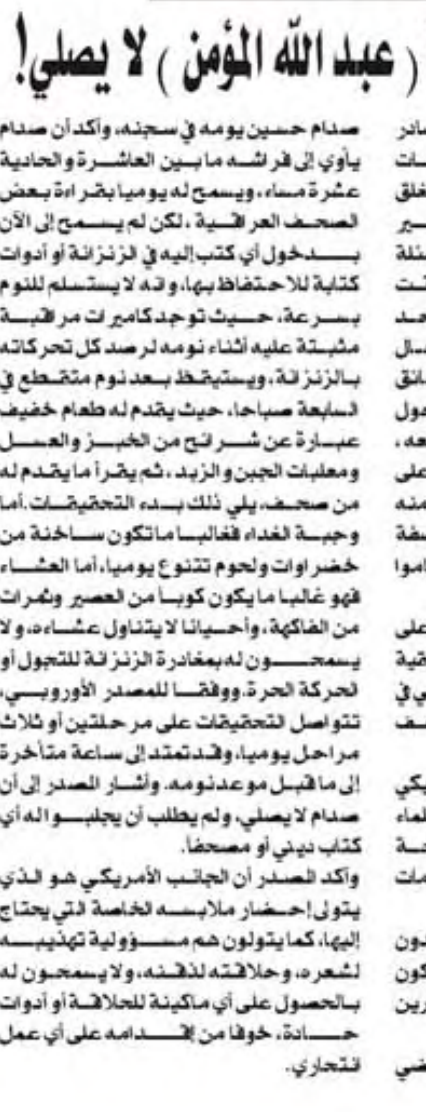 ( عبد الله المؤمن ) لا يصلي!
صدام حسين يومه في سجنه، وأكد أن صدام
يأوي إلى فراشه ما بين العاشرة والحادية
عشرة مساء، ويسمح له يوميا بقراءة بعض
الصحف العراقية ، لكن لم يسمح إلى الآن
بدخول أي كتب إليه في الزنزانة أو أدوات
كتابة للاحتفاظ بها، وانه لا يستسلم للنوم
بسرعة، حيث توجد كاميرات مراقبة
مثبتة عليه أثناء نومه لرصد كل تحركاته
بالزنزانة، ويستيقظ بعد نوم متقطع في
السابعة صباحا، حيث يقدم له طعام خفيف
عبارة عن شرائح من الخبز والعسل
ومعلبات الجبن والزبد ، ثم يقرأ ما يقدم له
من صحف، يلي ذلك بدء التحقيقات. أما
وجبة الغداء فغالبا ما تكون ساخنة من
خضراوات ولحوم تتنوع يوميا، أما العشاء
فهو غالبا ما يكون كوبا من العصير وثمرات
من الفاكهة، وأحيانا لا يتناول عشاءه، ولا
يسمحون له بمغادرة الزنزانة للتجول أو
الحركة الحرة. ووفقا للمصدر الأوروبي،
تتواصل التحقيقات على مرحلتين أو ثلاث
مراحل يوميا، وقد تمتد إلى ساعة متأخرة
إلى ما قبل موعد نومه. وأشار المصدر إلى أن
صدام لا يصلي، ولم يطلب أن يجلبوا له أي
كتاب ديني أو مصحفا.
وأكد المصدر أن الجانب الأمريكي هو الذي
يتولى إحضار ملابسه الخاصة التي يحتاج
إليها، كما يتولون هم مسؤولية تهذيبه
لشعره، وحلاقته لذقنه، ولا يسمحون له
بالحصول على أي ماكينة للحلاقة أو أدوات
حادة، خوفا من إقدامه على أي عمل
انتحاري.